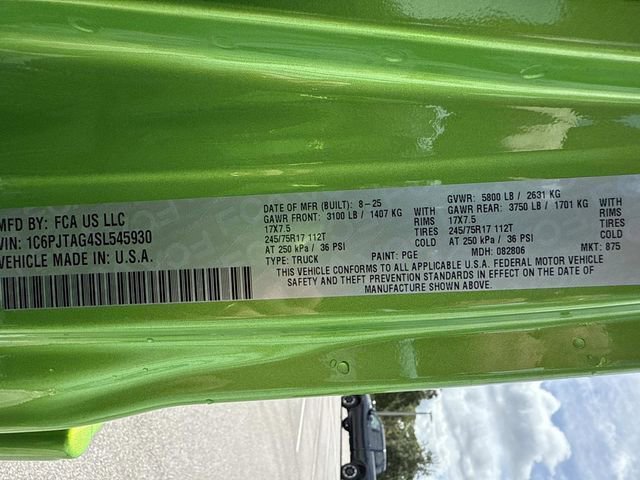 MFD BY: FCA US LLC
VIN: 1C6PJTAG4SL545930
VEHICLE MADE IN: U.S.A.
DATE OF MFR (BUILT): 8-25
GAWR FRONT: 3100 LB / 1407 KG WITH
17X7.5 RIMS
245/75R17 112T TIRES
AT 250 kPa / 36 PSI COLD
TYPE: TRUCK PAINT: PGE
GVWR: 5800 LB / 2631 KG
GAWR REAR: 3750 LB / 1701 KG WITH
17X7.5 RIMS
245/75R17 112T TIRES
AT 250 kPa / 36 PSI COLD
MDH: 082806 MKT: 875
THIS VEHICLE CONFORMS TO ALL APPLICABLE U.S.A. FEDERAL MOTOR VEHICLE
SAFETY AND THEFT PREVENTION STANDARDS IN EFFECT ON THE DATE OF
MANUFACTURE SHOWN ABOVE.